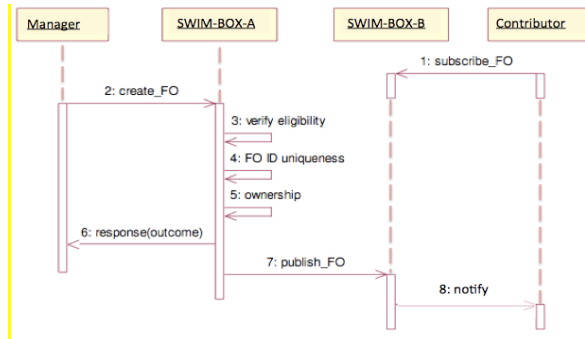 Manager
SWIM-BOX-A
SWIM-BOX-B
Contributor
1: subscribe_FO
2: create_FO
3: verify eligibility
4: FO ID uniqueness
5: ownership
6: response(outcome)
7: publish_FO
8: notify